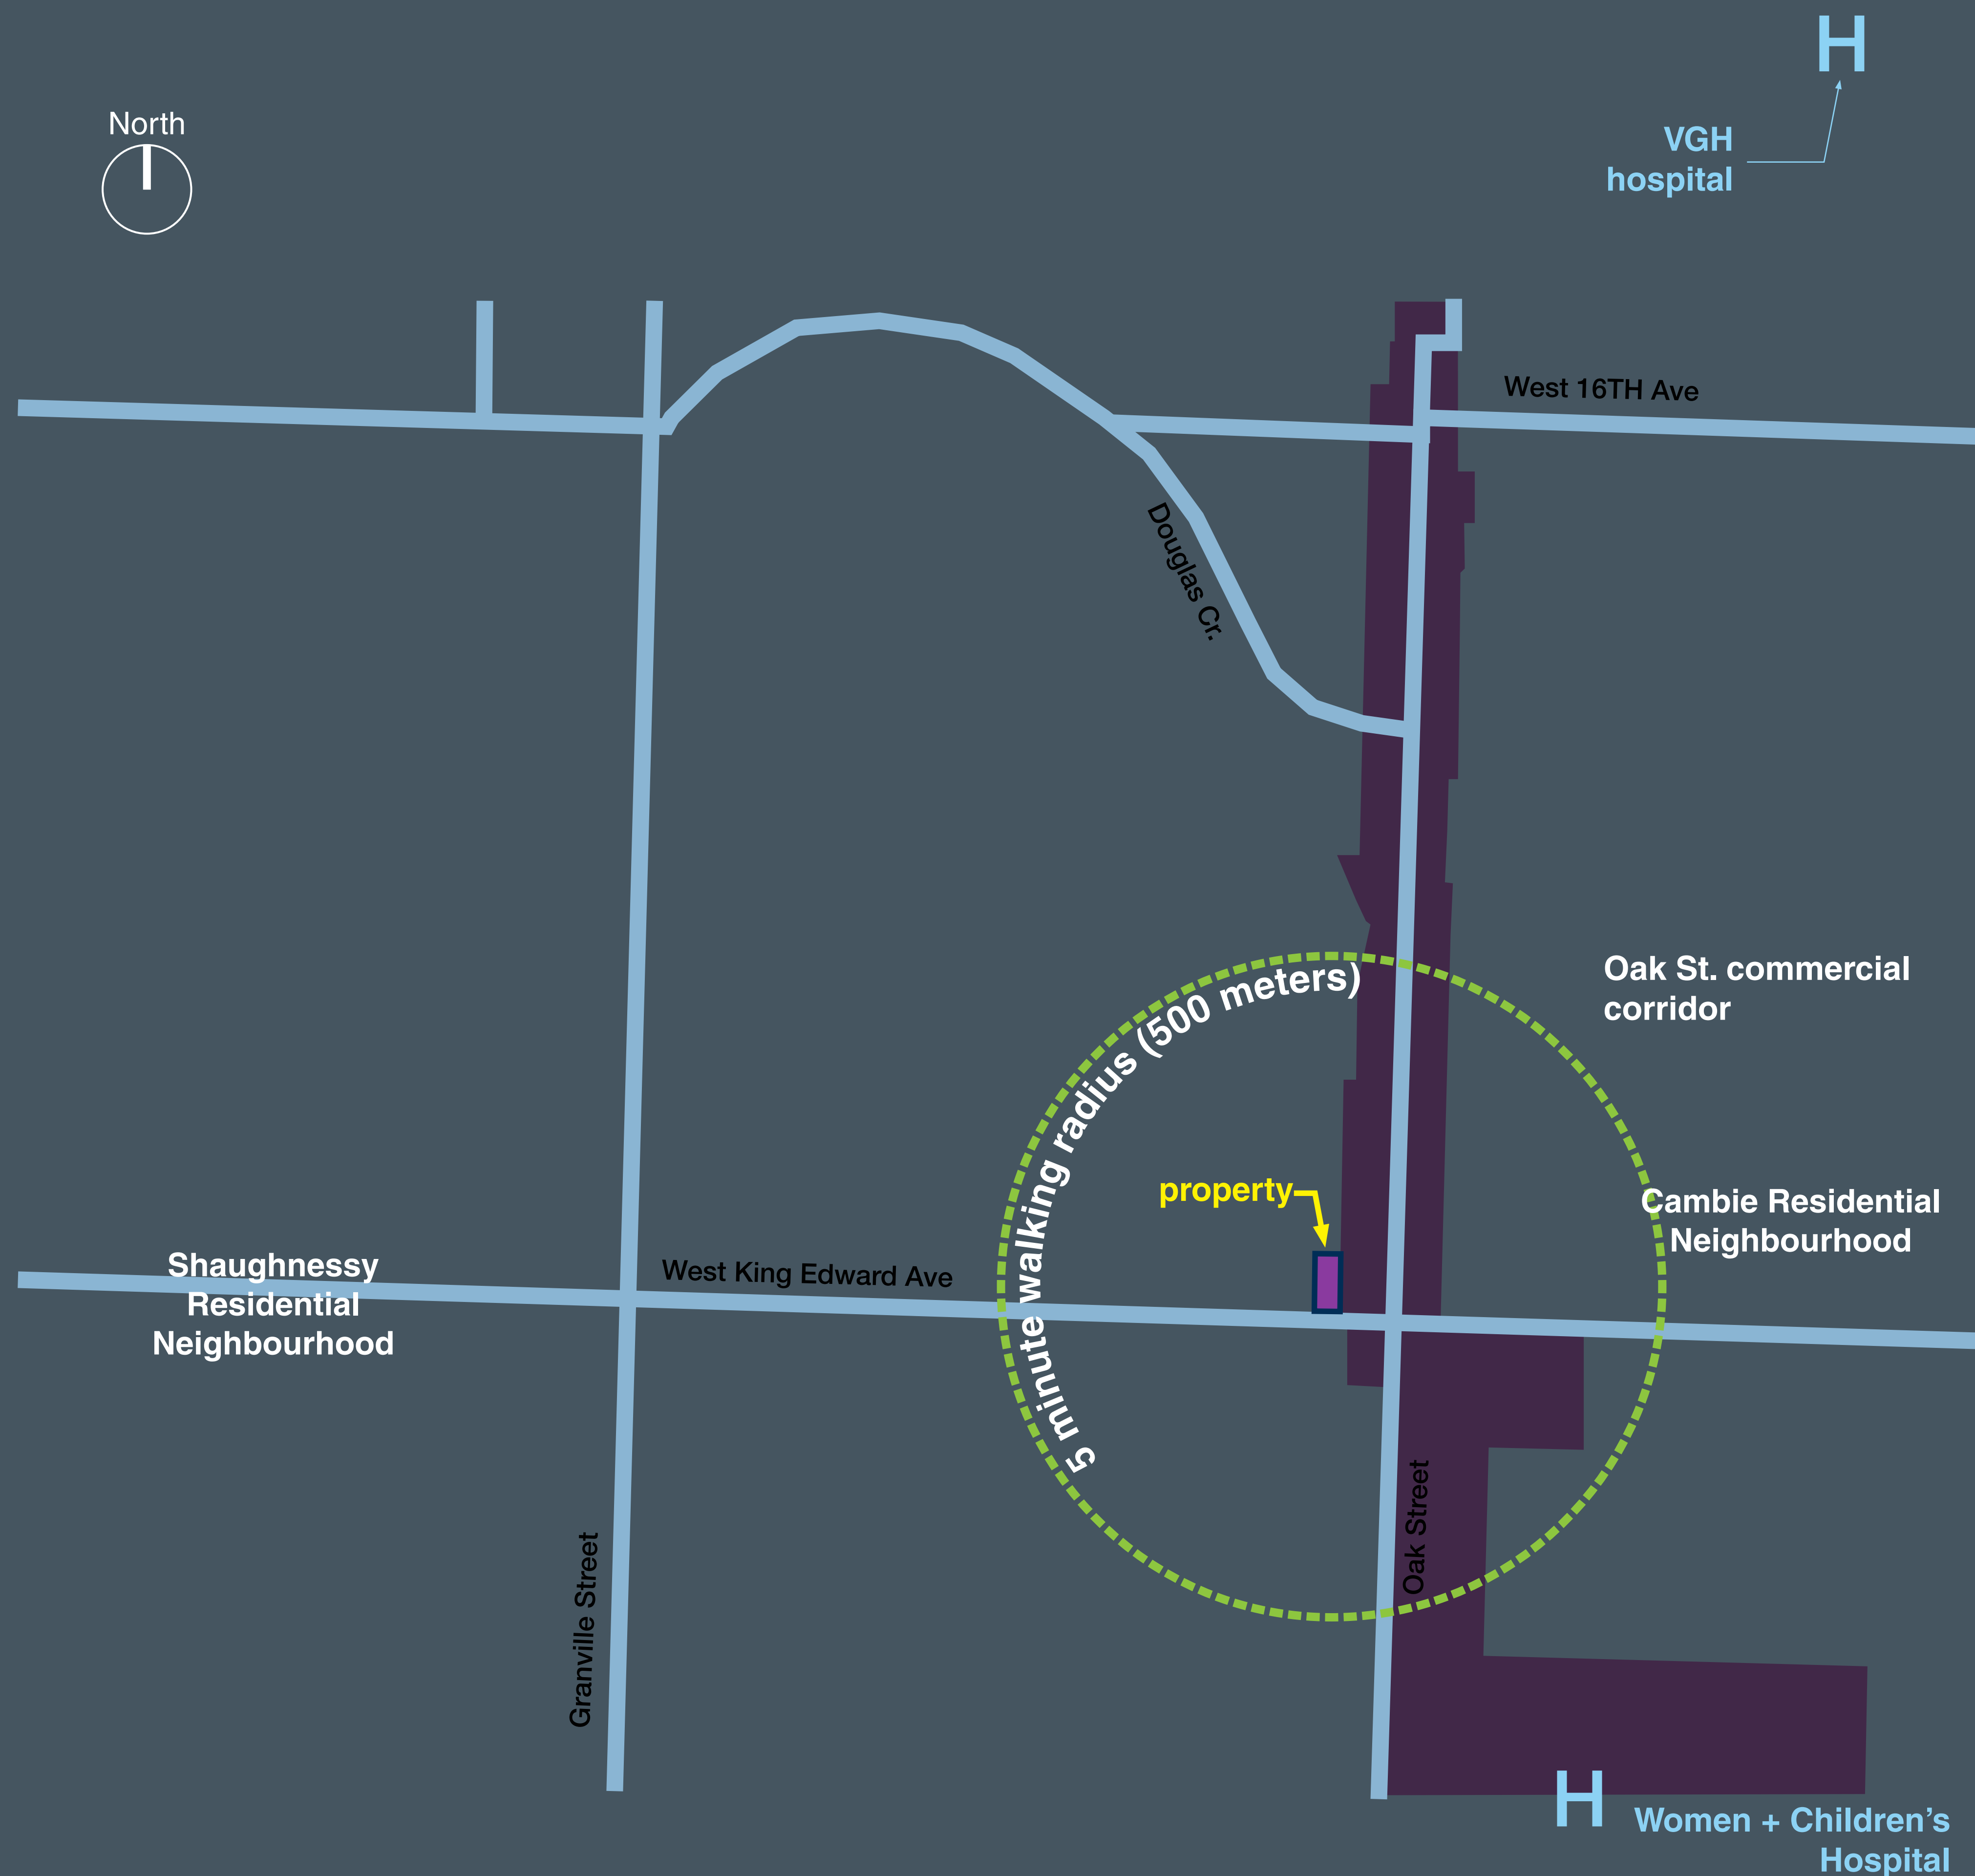 H
North
VGH
hospital
West 16TH Ave
Douglas Cr.
Oak St. commercial
corridor
5 minute walking radius (500 meters)
property
Cambie Residential
Neighbourhood
Shaughnessy
Residential
Neighbourhood
West King Edward Ave
Oak Street
Granville Street
H
Women + Children’s
Hospital